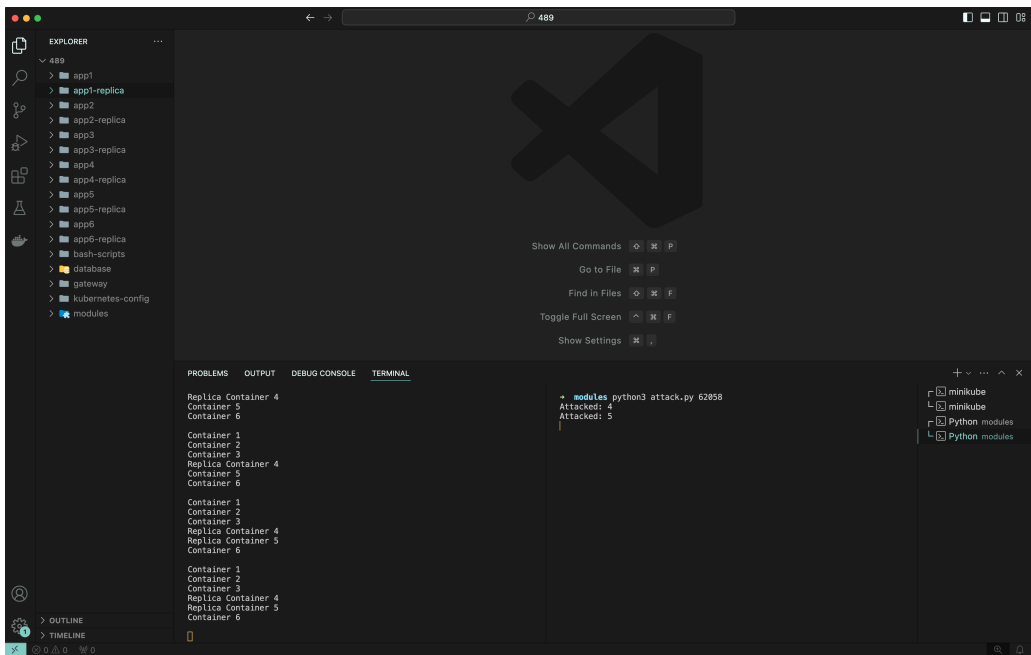 489
EXPLORER
489
app1
app1-replica
app2
app2-replica
app3
app3-replica
app4
app4-replica
app5
app5-replica
app6
app6-replica
bash-scripts
database
gateway
kubernetes-config
modules
OUTLINE
TIMELINE
Show All Commands ⇧ ⌘ P
Go to File ⌘ P
Find in Files ⇧ ⌘ F
Toggle Full Screen ^ ⌘ F
Show Settings ⌘ ,
PROBLEMS OUTPUT DEBUG CONSOLE TERMINAL
Replica Container 4
Container 5
Container 6
Container 1
Container 2
Container 3
Replica Container 4
Container 5
Container 6
Container 1
Container 2
Container 3
Replica Container 4
Replica Container 5
Container 6
Container 1
Container 2
Container 3
Replica Container 4
Replica Container 5
Container 6
→ modules python3 attack.py 62058
Attacked: 4
Attacked: 5
minikube
minikube
Python modules
Python modules
1
0 0 0